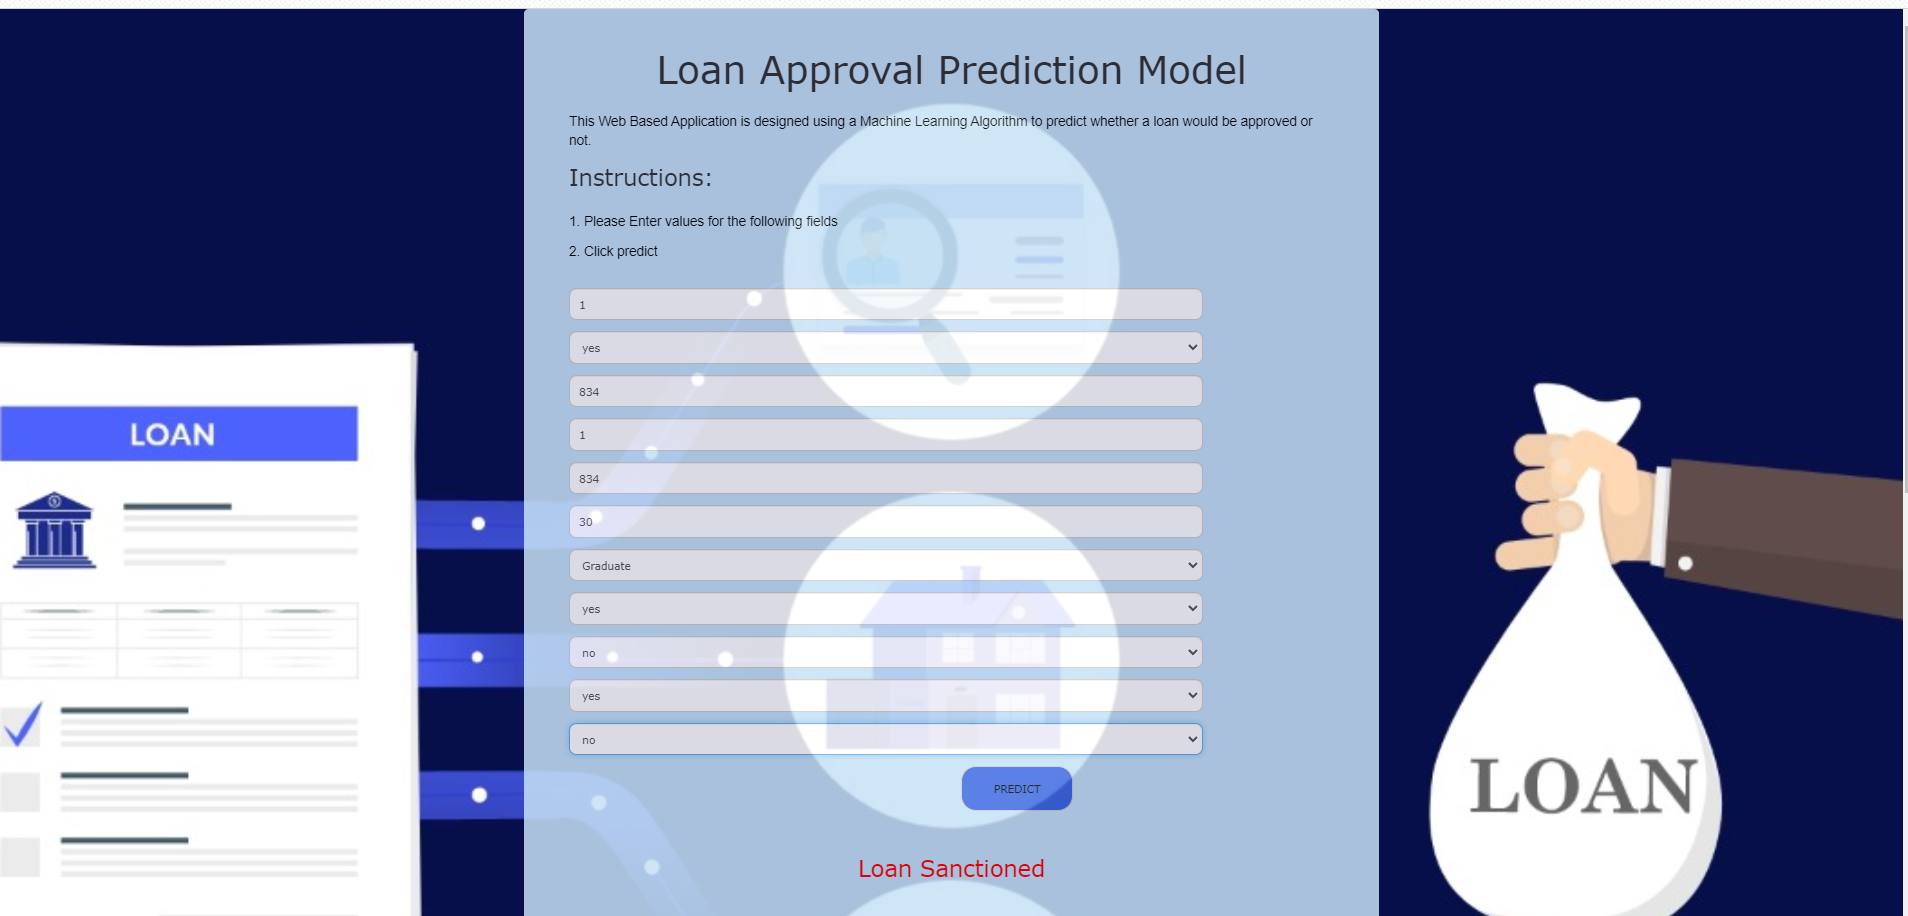 Loan Approval Prediction Model
This Web Based Application is designed using a Machine Learning Algorithm to predict whether a loan would be approved or
not.
Instructions:
1. Please Enter values for the following fields
2. Click predict
1
yes
834
1
834
30
Graduate
yes
no
yes
no
PREDICT
Loan Sanctioned
LOAN
LOAN